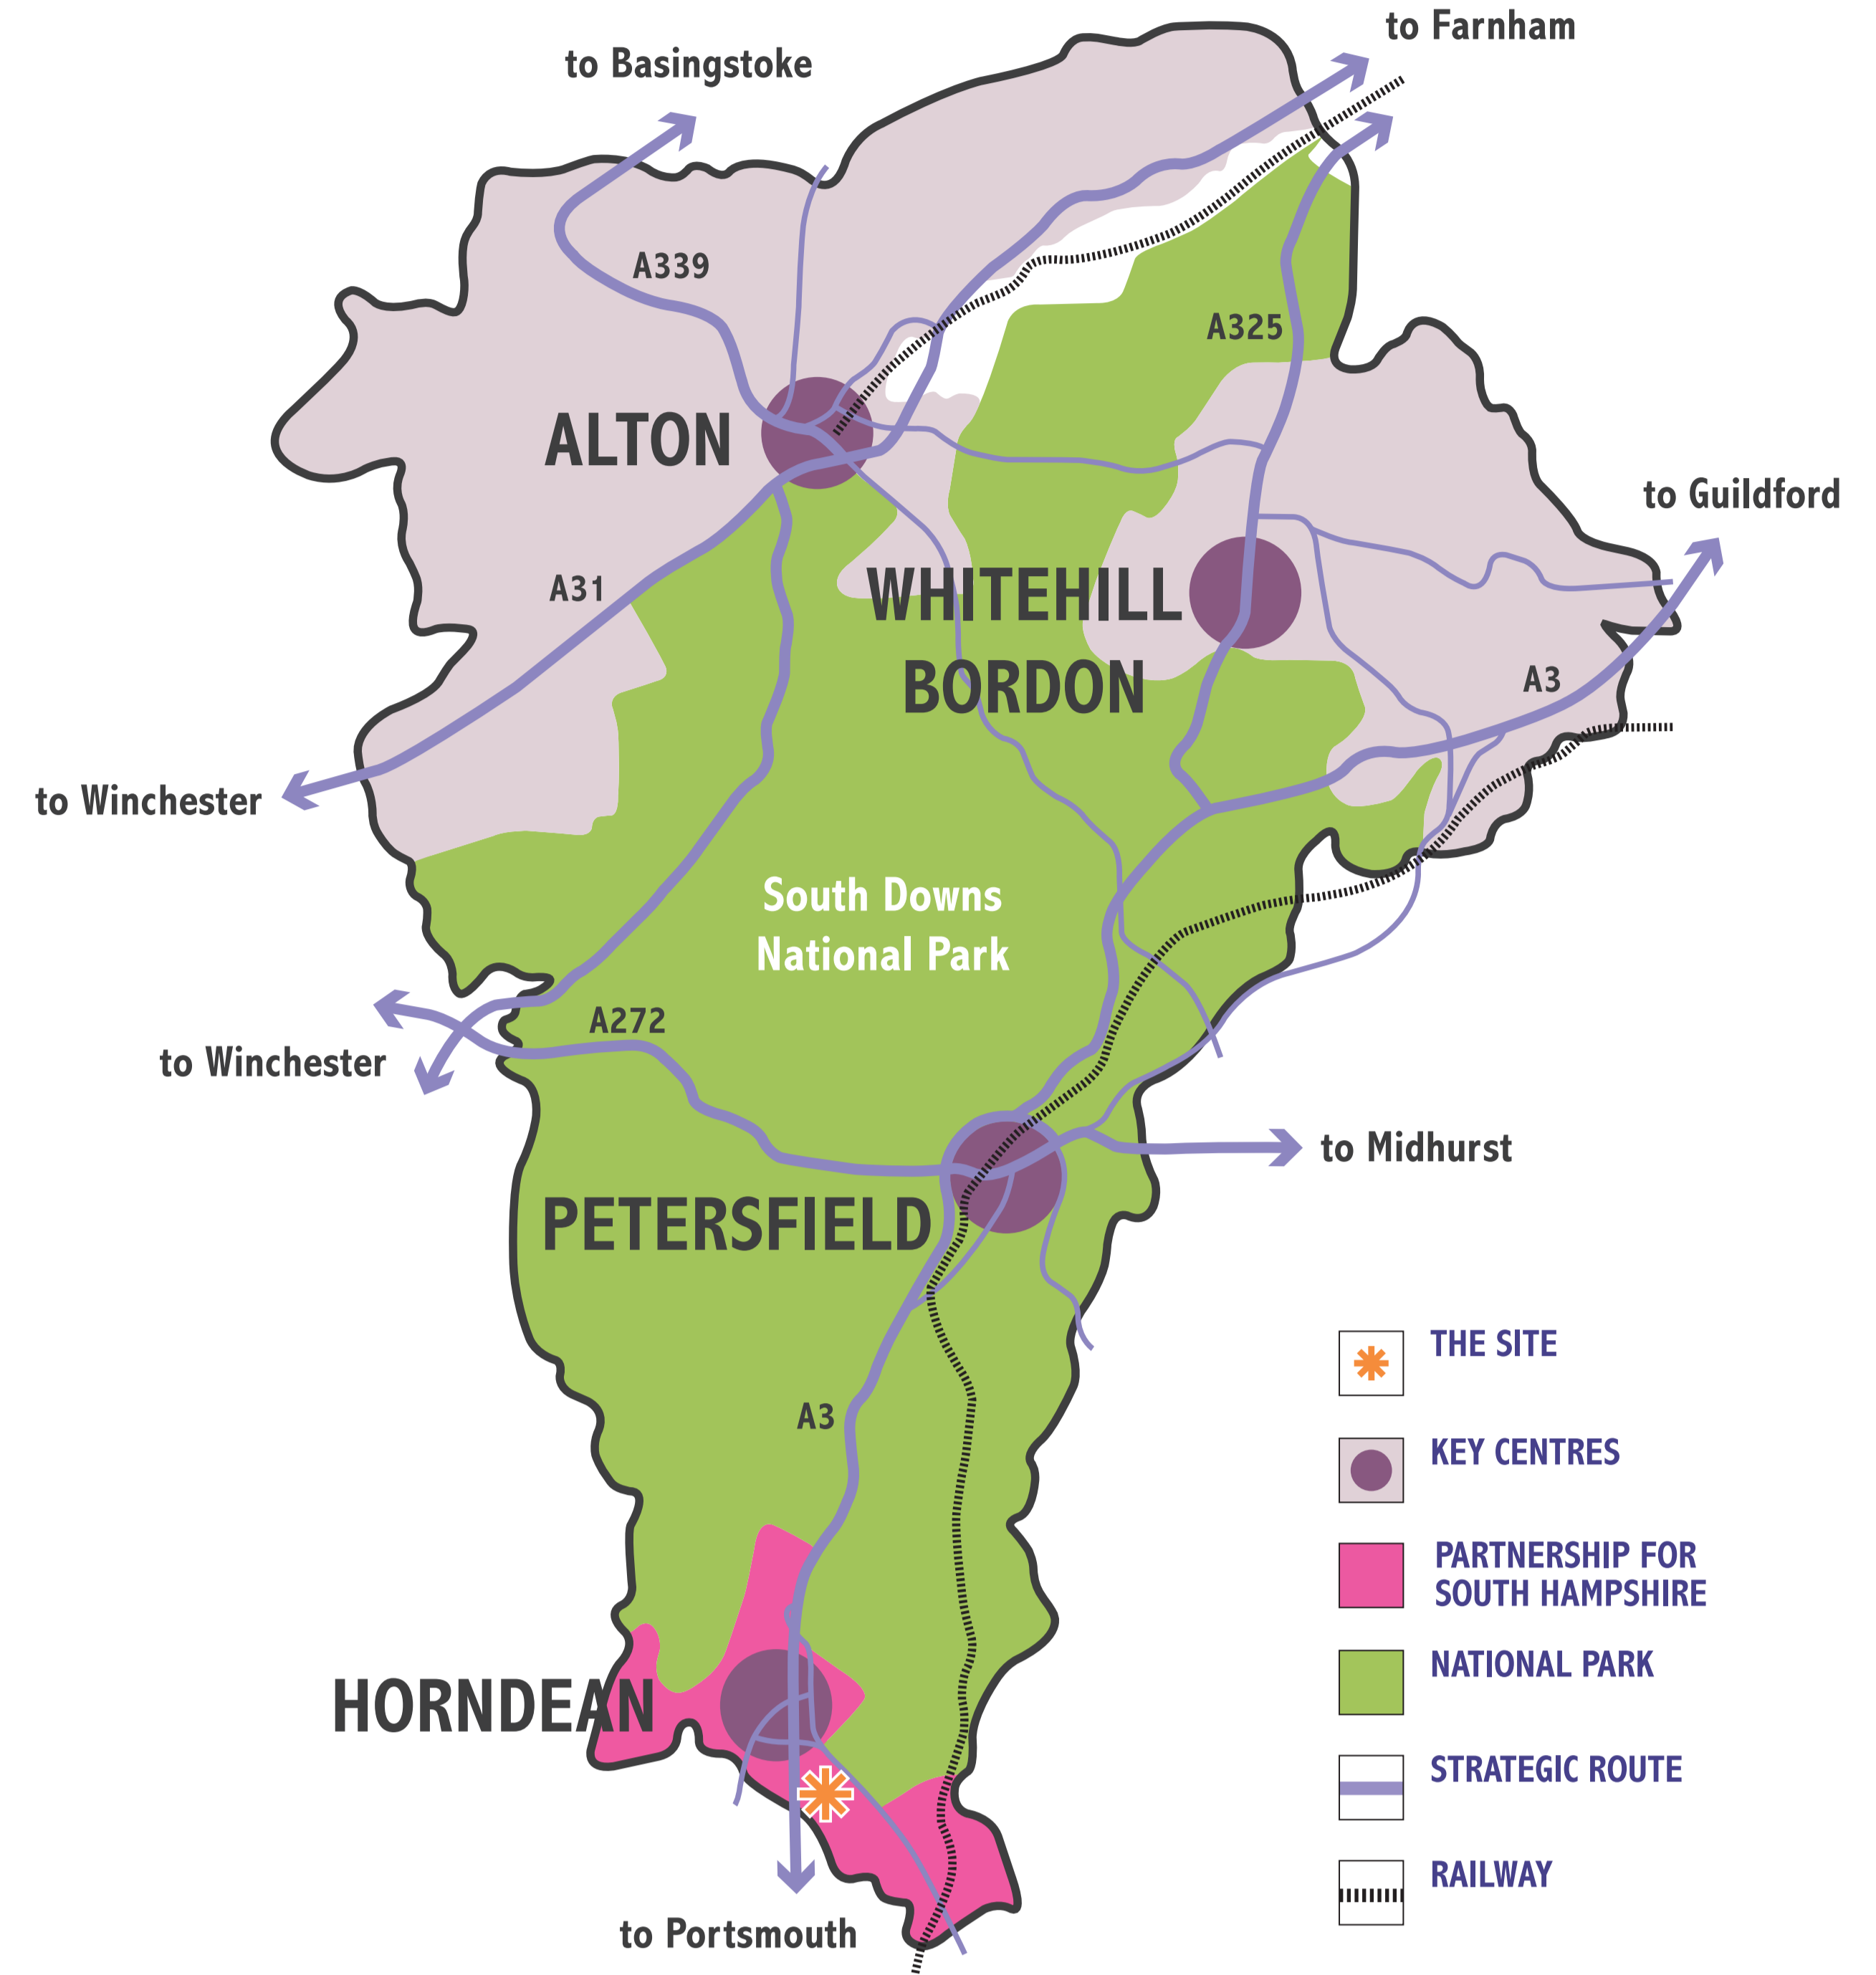 to Farnham
to Basingstoke
A339
A325
ALTON
to Guildford
A31
WHITEHILL
BORDON
A3
to Winchester
South Downs
National Park
A272
to Winchester
to Midhurst
PETERSFIELD
A3
HORNDEAN
to Portsmouth
THE SITE
KEY CENTRES
PARTNERSHIP FOR
SOUTH HAMPSHIRE
NATIONAL PARK
STRATEGIC ROUTE
RAILWAY